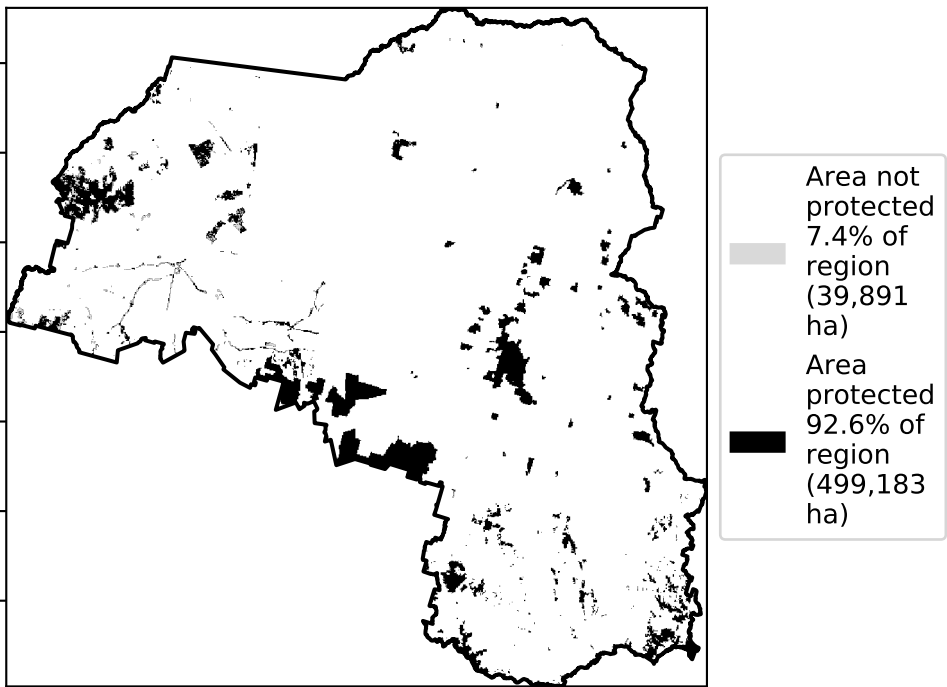 Area not
protected
7.4% of
region
(39,891
ha)
Area
protected
92.6% of
region
(499,183
ha)